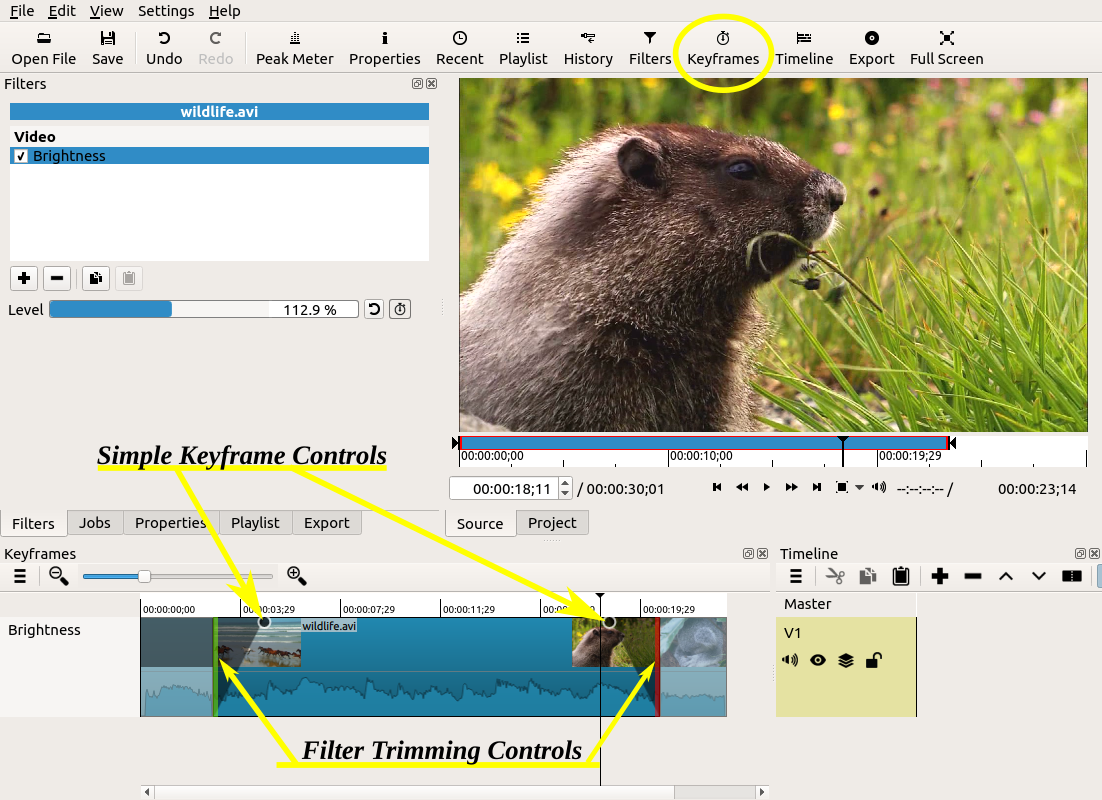 File Edit View Settings Help
Open File Save Undo Redo Peak Meter Properties Recent Playlist History Filters Keyframes Timeline Export Full Screen
Filters
wildlife.avi
Video
Brightness
Level 112.9 %
00:00:00;00 00:00:10;00 00:00:19;29
00:00:18;11 / 00:00:30;01 --:--:--:-- / 00:00:23;14
Simple Keyframe Controls
Filters Jobs Properties Playlist Export
Source Project
Keyframes
Timeline
00:00:00;00 00:00:03;29 00:00:07;29 00:00:11;29 00:00 00:00:19;29
Master
Brightness
wildlife.avi
V1
Filter Trimming Controls